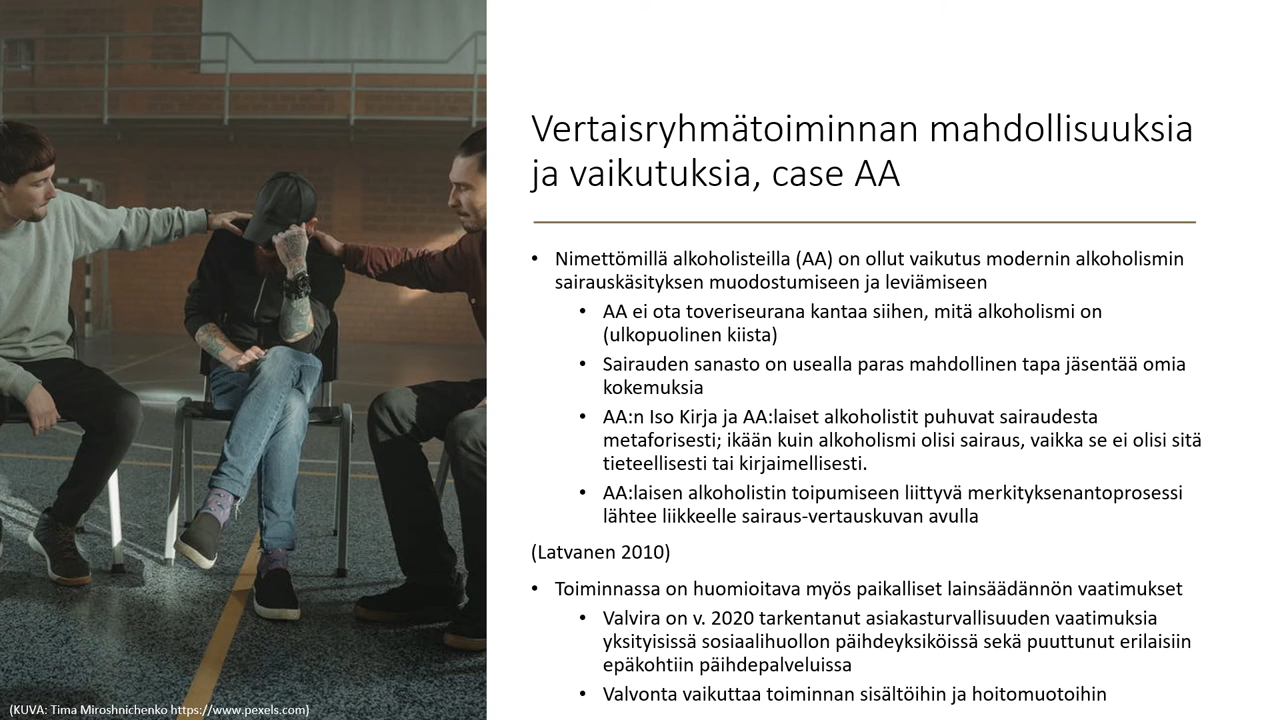 Vertaisryhmätoiminnan mahdollisuuksia
ja vaikutuksia, case AA
• Nimettömillä alkoholisteilla (AA) on ollut vaikutus modernin alkoholismin
sairauskäsityksen muodostumiseen ja leviämiseen
• AA ei ota toveriseurana kantaa siihen, mitä alkoholismi on
(ulkopuolinen kiista)
• Sairauden sanasto on usealla paras mahdollinen tapa jäsentää omia
kokemuksia
• AA:n Iso Kirja ja AA:laiset alkoholistit puhuvat sairaudesta
metaforisesti; ikään kuin alkoholismi olisi sairaus, vaikka se ei olisi sitä
tieteellisesti tai kirjaimellisesti.
• AA:laisen alkoholistin toipumiseen liittyvä merkityksenantoprosessi
lähtee liikkeelle sairaus-vertauskuvan avulla
(Latvanen 2010)
• Toiminnassa on huomioitava myös paikalliset lainsäädännön vaatimukset
• Valvira on v. 2020 tarkentanut asiakasturvallisuuden vaatimuksia
yksityisissä sosiaalihuollon päihdeyksiköissä sekä puuttunut erilaisiin
epäkohtiin päihdepalveluissa
• Valvonta vaikuttaa toiminnan sisältöihin ja hoitomuotoihin
(KUVA: Tima Miroshnichenko https://www.pexels.com)